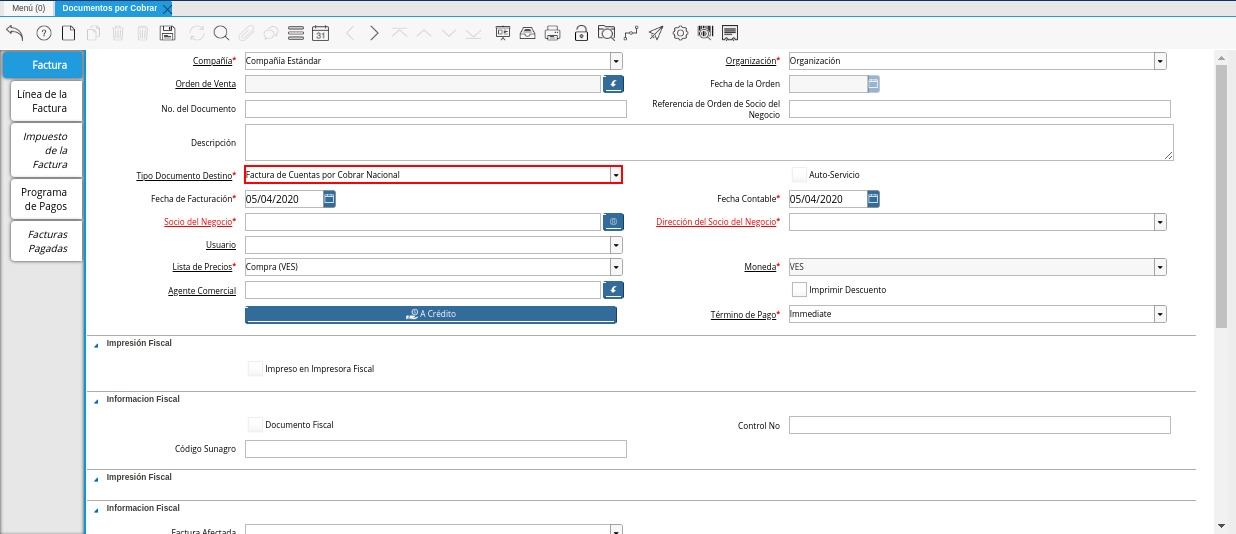 Menú (0)
Documentos por Cobrar
31
Factura
Línea de la
Factura
Impuesto
de la
Factura
Programa
de Pagos
Facturas
Pagadas
Compañía* Compañía Estándar Organización* Organización
Orden de Venta Fecha de la Orden
No. del Documento Referencia de Orden de Socio del
Negocio
Descripción
Tipo Documento Destino* Factura de Cuentas por Cobrar Nacional Auto-Servicio
Fecha de Facturación* 05/04/2020 Fecha Contable* 05/04/2020
Socio del Negocio* Dirección del Socio del Negocio*
Usuario
Lista de Precios* Compra (VES) Moneda* VES
Agente Comercial Imprimir Descuento
A Crédito Término de Pago* Immediate
Impresión Fiscal
Impreso en Impresora Fiscal
Informacion Fiscal
Documento Fiscal Control No
Código Sunagro
Impresión Fiscal
Informacion Fiscal
Factura Afectada